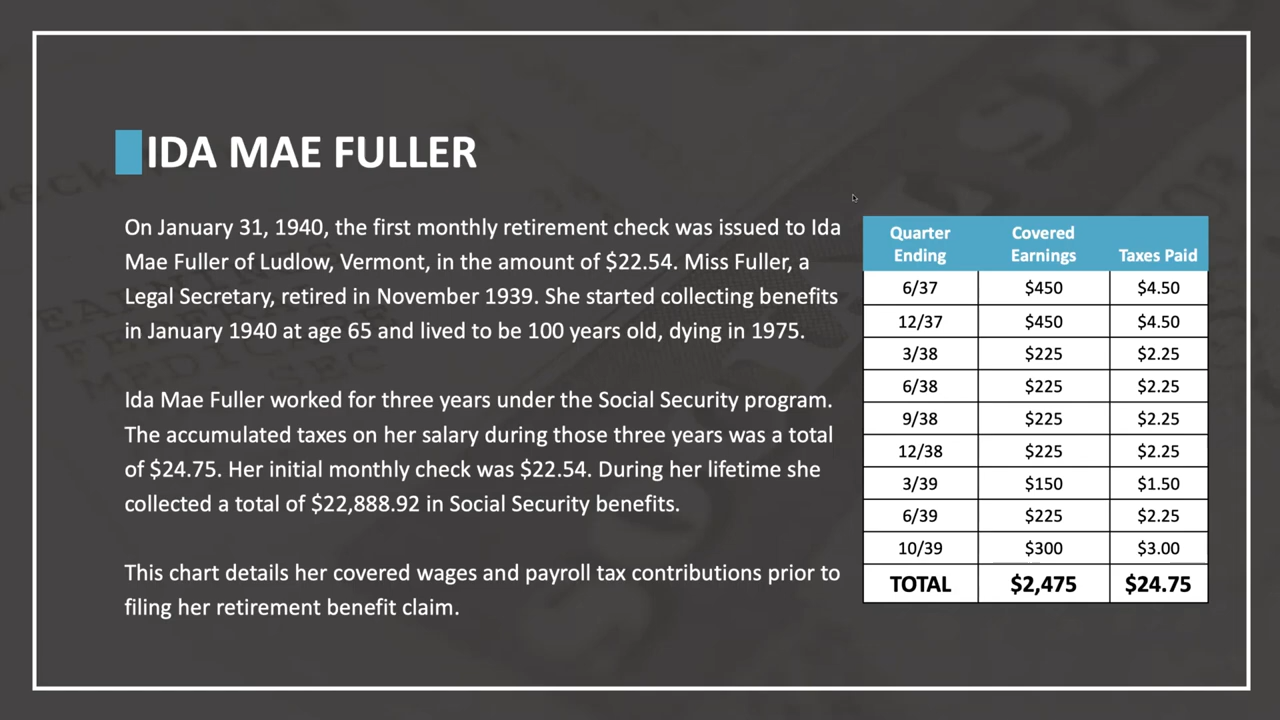 IDA MAE FULLER
On January 31, 1940, the first monthly retirement check was issued to Ida
Mae Fuller of Ludlow, Vermont, in the amount of $22.54. Miss Fuller, a
Legal Secretary, retired in November 1939. She started collecting benefits
in January 1940 at age 65 and lived to be 100 years old, dying in 1975.
Ida Mae Fuller worked for three years under the Social Security program.
The accumulated taxes on her salary during those three years was a total
of $24.75. Her initial monthly check was $22.54. During her lifetime she
collected a total of $22,888.92 in Social Security benefits.
This chart details her covered wages and payroll tax contributions prior to
filing her retirement benefit claim.
Quarter Ending Covered Earnings Taxes Paid
6/37 $450 $4.50
12/37 $450 $4.50
3/38 $225 $2.25
6/38 $225 $2.25
9/38 $225 $2.25
12/38 $225 $2.25
3/39 $150 $1.50
6/39 $225 $2.25
10/39 $300 $3.00
TOTAL $2,475 $24.75